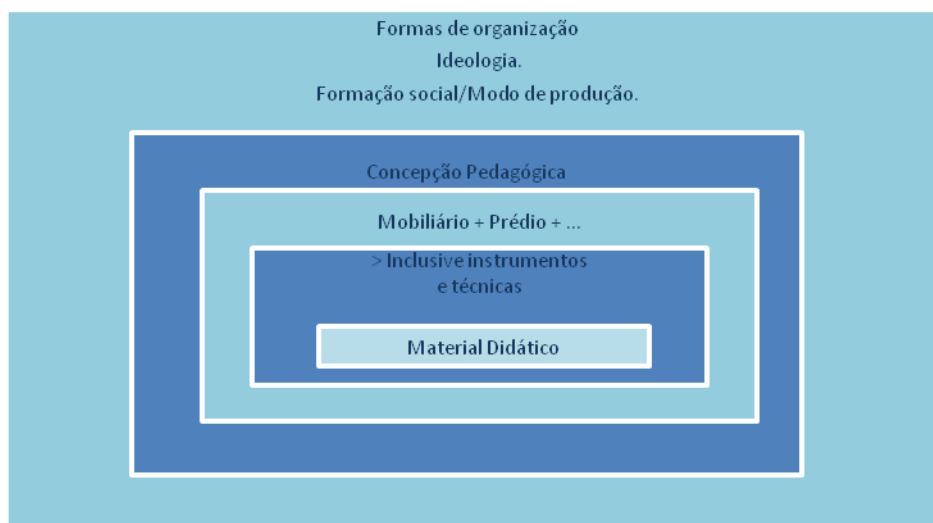 Formas de organização
Ideologia.
Formação social/Modo de produção.
Concepção Pedagógica
Mobiliário + Prédio + ...
> Inclusive instrumentos
e técnicas
Material Didático